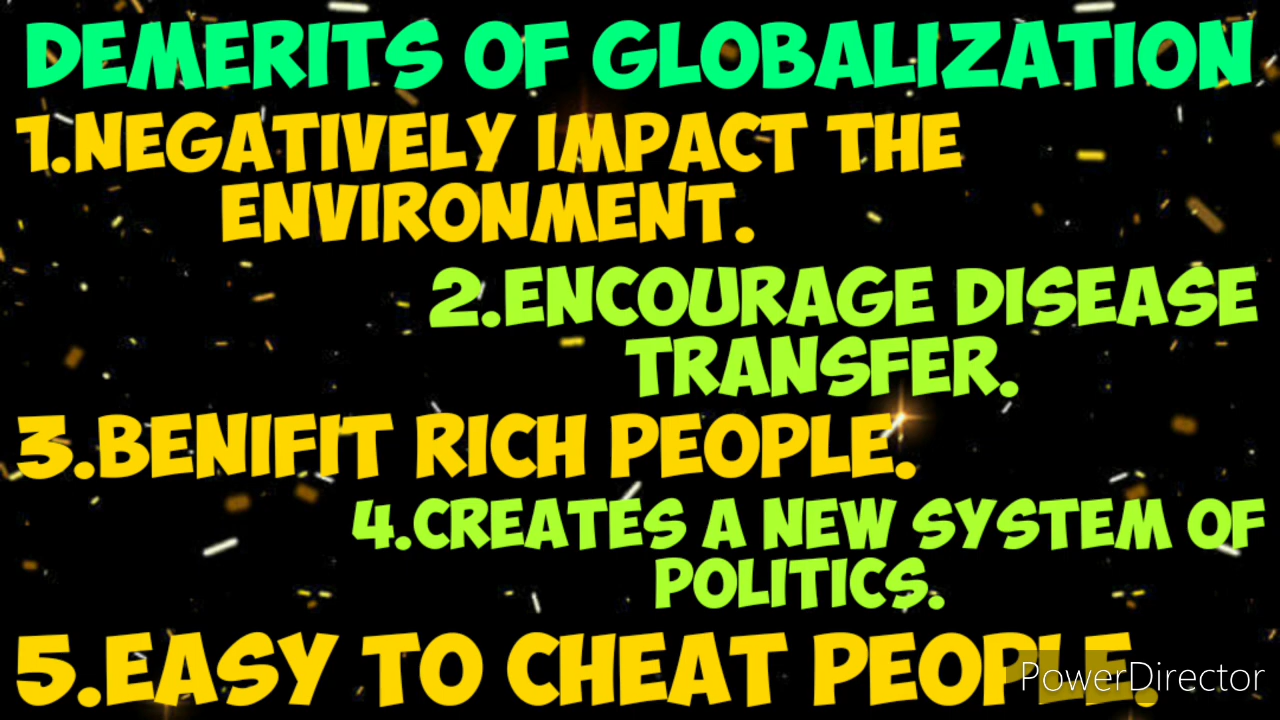 DEMERITS OF GLOBALIZATION
1.NEGATIVELY IMPACT THE
ENVIRONMENT.
2.ENCOURAGE DISEASE
TRANSFER.
3.BENIFIT RICH PEOPLE.
4.CREATES A NEW SYSTEM OF
POLITICS.
5.EASY TO CHEAT PEOPLE.
PowerDirector